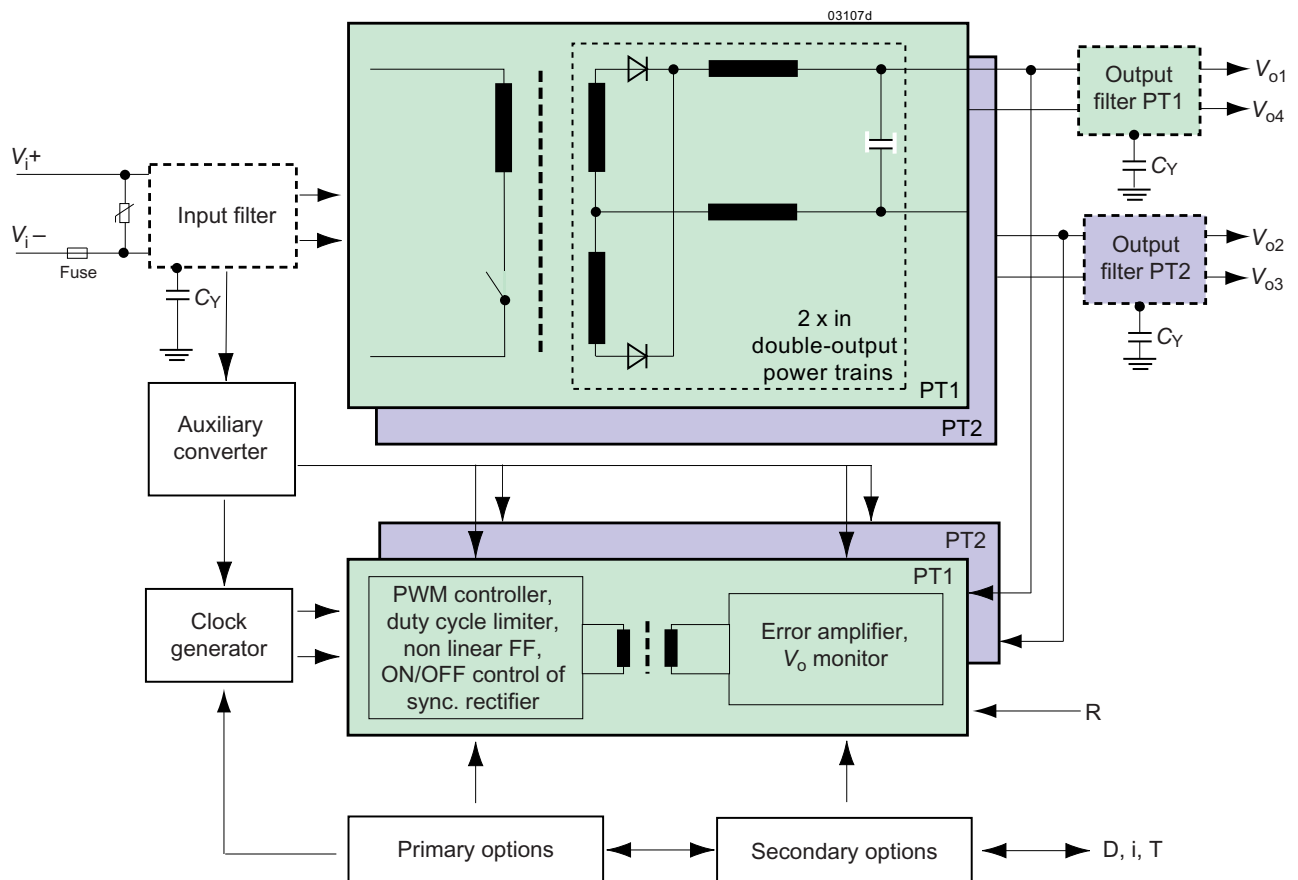 03107d
Output
filter PT1
Vo1
Vo4
CY
Vi+
Input filter
Vi–
Fuse
CY
Output
filter PT2
Vo2
Vo3
CY
2 x in
double-output
power trains
PT1
PT2
Auxiliary
converter
PT2
PT1
Clock
generator
PWM controller,
duty cycle limiter,
non linear FF,
ON/OFF control of
sync. rectifier
Error amplifier,
Vo monitor
R
Primary options
Secondary options
D, i, T